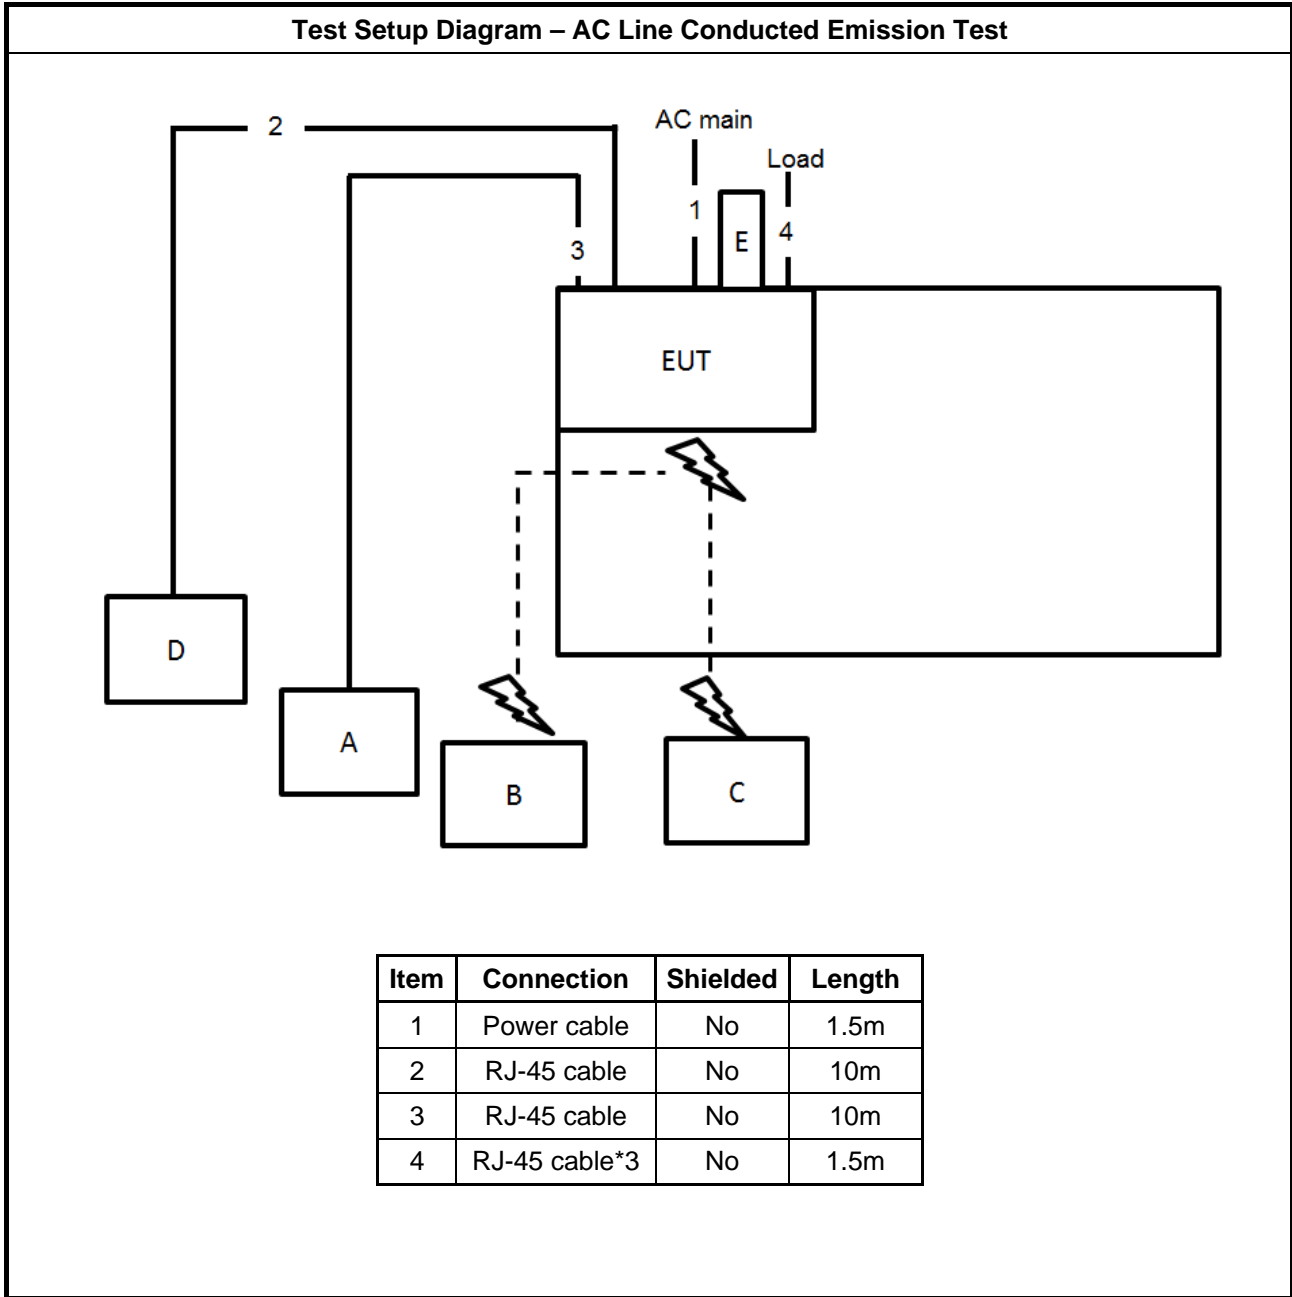 Test Setup Diagram – AC Line Conducted Emission Test
2
AC main
Load
1
E
4
3
EUT
D
A
B
C
Item Connection Shielded Length
1 Power cable No 1.5m
2 RJ-45 cable No 10m
3 RJ-45 cable No 10m
4 RJ-45 cable*3 No 1.5m